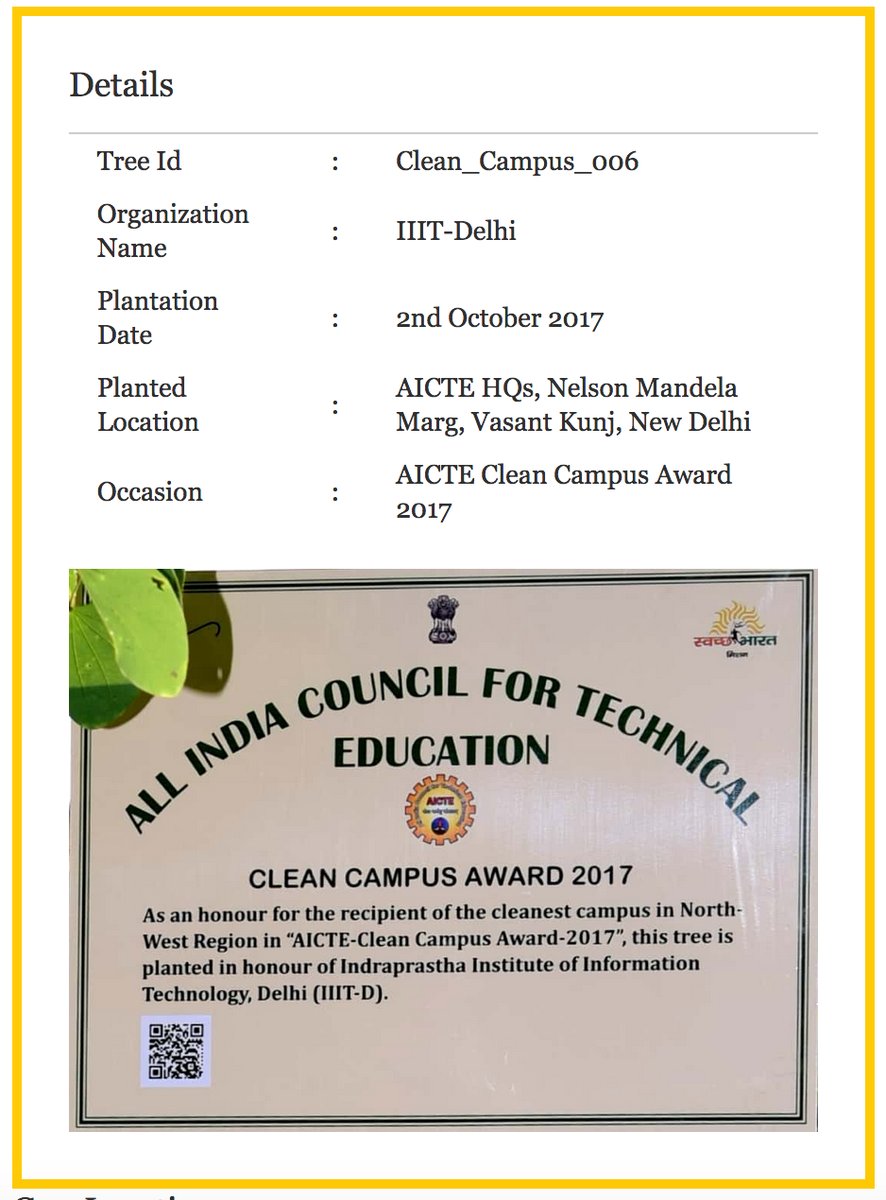 Details
Tree Id : Clean_Campus_006
Organization Name : IIIT-Delhi
Plantation Date : 2nd October 2017
Planted Location : AICTE HQs, Nelson Mandela Marg, Vasant Kunj, New Delhi
Occasion : AICTE Clean Campus Award 2017
स्वच्छ भारत
मिशन
ALL INDIA COUNCIL FOR TECHNICAL
EDUCATION
AICTE
CLEAN CAMPUS AWARD 2017
As an honour for the recipient of the cleanest campus in North-
West Region in “AICTE-Clean Campus Award-2017”, this tree is
planted in honour of Indraprastha Institute of Information
Technology, Delhi (IIIT-D).